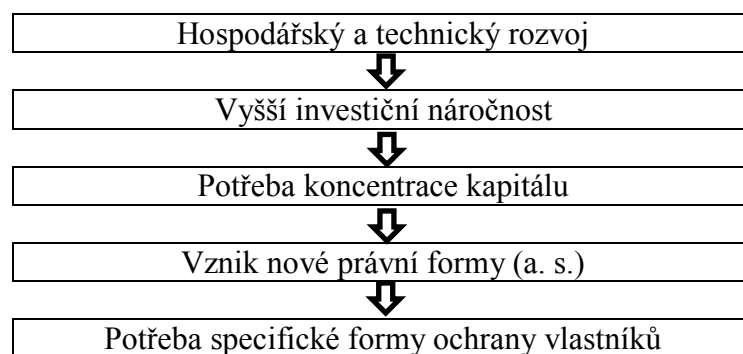 Hospodářský a technický rozvoj
Vyšší investiční náročnost
Potřeba koncentrace kapitálu
Vznik nové právní formy (a. s.)
Potřeba specifické formy ochrany vlastníků